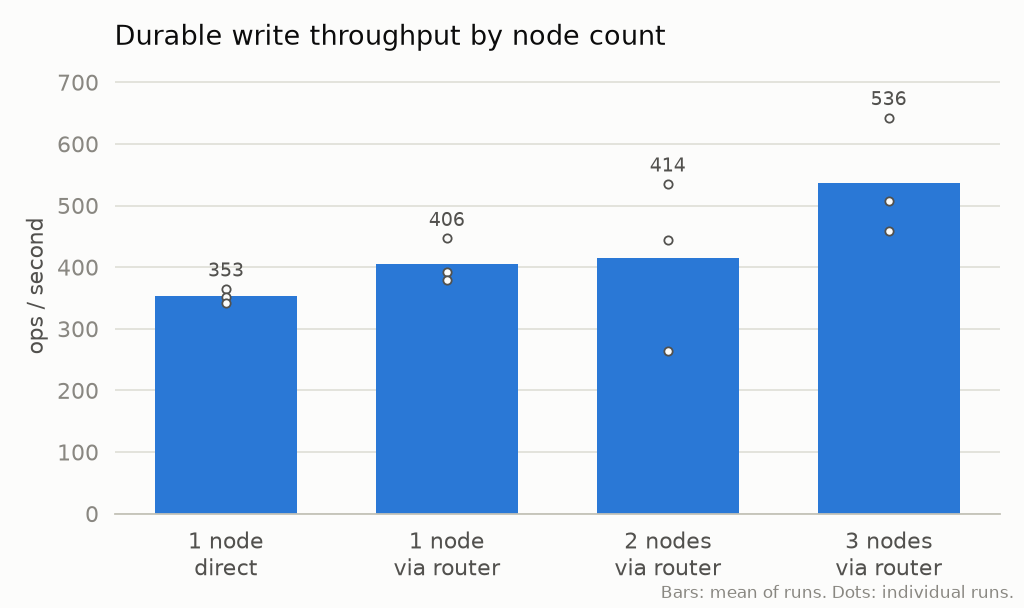 Durable write throughput by node count
700
600
500
400
300
200
100
0
ops / second
353
406
414
536
1 node
direct
1 node
via router
2 nodes
via router
3 nodes
via router
Bars: mean of runs. Dots: individual runs.